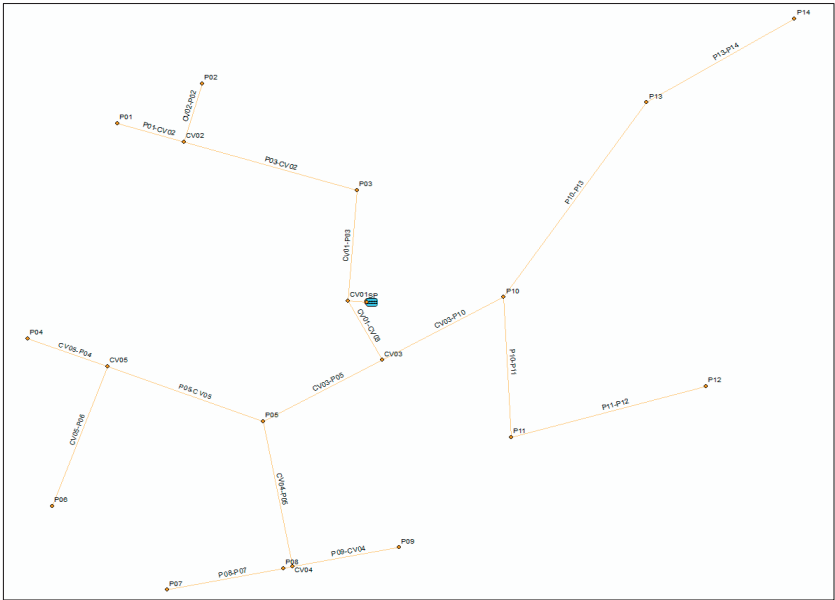 P14
P13-P14
P13
P02
CV02-P02
P01
P01-CV02
CV02
P03-CV02
P03
P10-P13
CV01-P03
P10
CV01
SP
CV01-CV03
CV03-P10
P04
CV05-P04
CV05
CV03
P10-P11
P12
P11-P12
CV03-P05
P05-CV05
P05
CV05-P06
P11
CV04-P05
P06
P09
P09-CV04
P08
CV04
P08-P07
P07